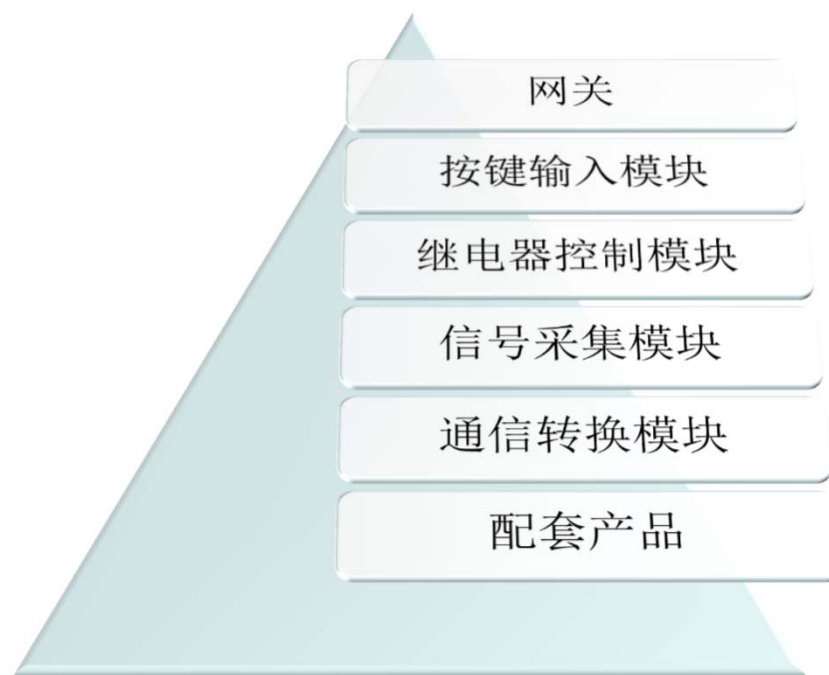 网关
按键输入模块
继电器控制模块
信号采集模块
通信转换模块
配套产品